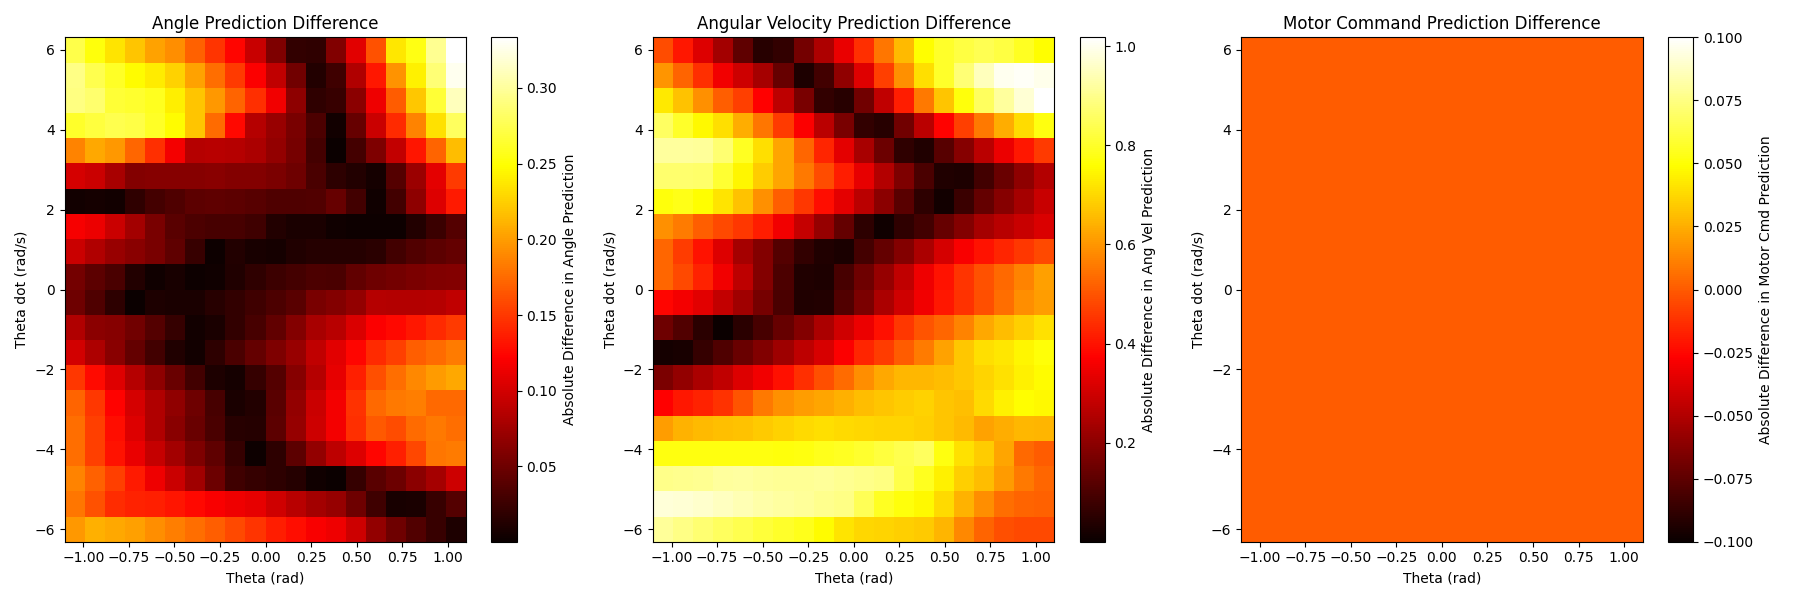 Angle Prediction Difference
6
4
2
0
−2
−4
−6
Theta dot (rad/s)
−1.00 −0.75 −0.50 −0.25 0.00 0.25 0.50 0.75 1.00
Theta (rad)
0.30
0.25
0.20
0.15
0.10
0.05
Absolute Difference in Angle Prediction
Angular Velocity Prediction Difference
6
4
2
0
−2
−4
−6
Theta dot (rad/s)
−1.00 −0.75 −0.50 −0.25 0.00 0.25 0.50 0.75 1.00
Theta (rad)
1.0
0.8
0.6
0.4
0.2
Absolute Difference in Ang Vel Prediction
Motor Command Prediction Difference
6
4
2
0
−2
−4
−6
Theta dot (rad/s)
−1.00 −0.75 −0.50 −0.25 0.00 0.25 0.50 0.75 1.00
Theta (rad)
0.100
0.075
0.050
0.025
0.000
−0.025
−0.050
−0.075
−0.100
Absolute Difference in Motor Cmd Prediction